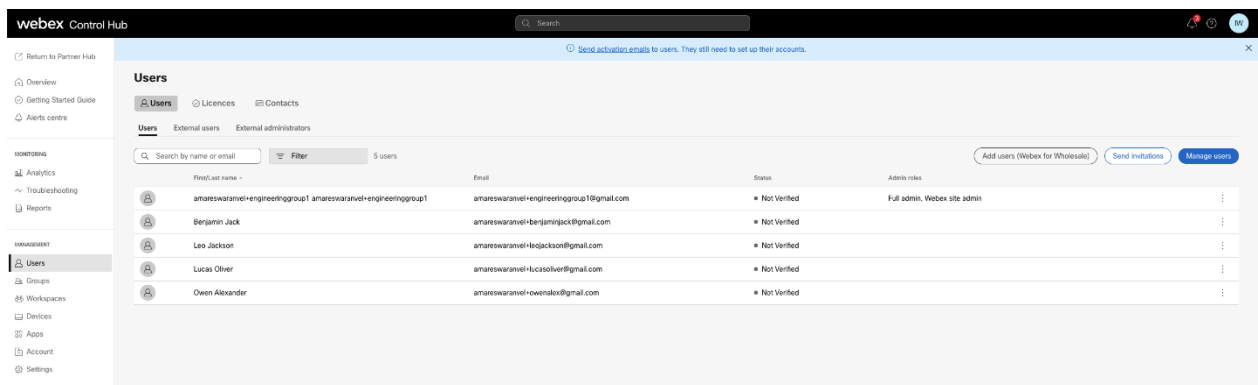 webex Control Hub
Search
3
IW
Return to Partner Hub
Send activation emails to users. They still need to set up their accounts.
Overview
Getting Started Guide
Alerts centre
MONITORING
Analytics
Troubleshooting
Reports
MANAGEMENT
Users
Groups
Workspaces
Devices
Apps
Account
Settings
Users
Users Licences Contacts
Users External users External administrators
Search by name or email Filter 5 users Add users (Webex for Wholesale) Send invitations Manage users
First/Last name Email Status Admin roles
amareswaranvel+engineeringgroup1 amareswaranvel+engineeringgroup1 amareswaranvel+engineeringgroup1@gmail.com Not Verified Full admin, Webex site admin
Benjamin Jack amareswaranvel+benjaminjack@gmail.com Not Verified
Leo Jackson amareswaranvel+leojackson@gmail.com Not Verified
Lucas Oliver amareswaranvel+lucasoliver@gmail.com Not Verified
Owen Alexander amareswaranvel+owenalex@gmail.com Not Verified